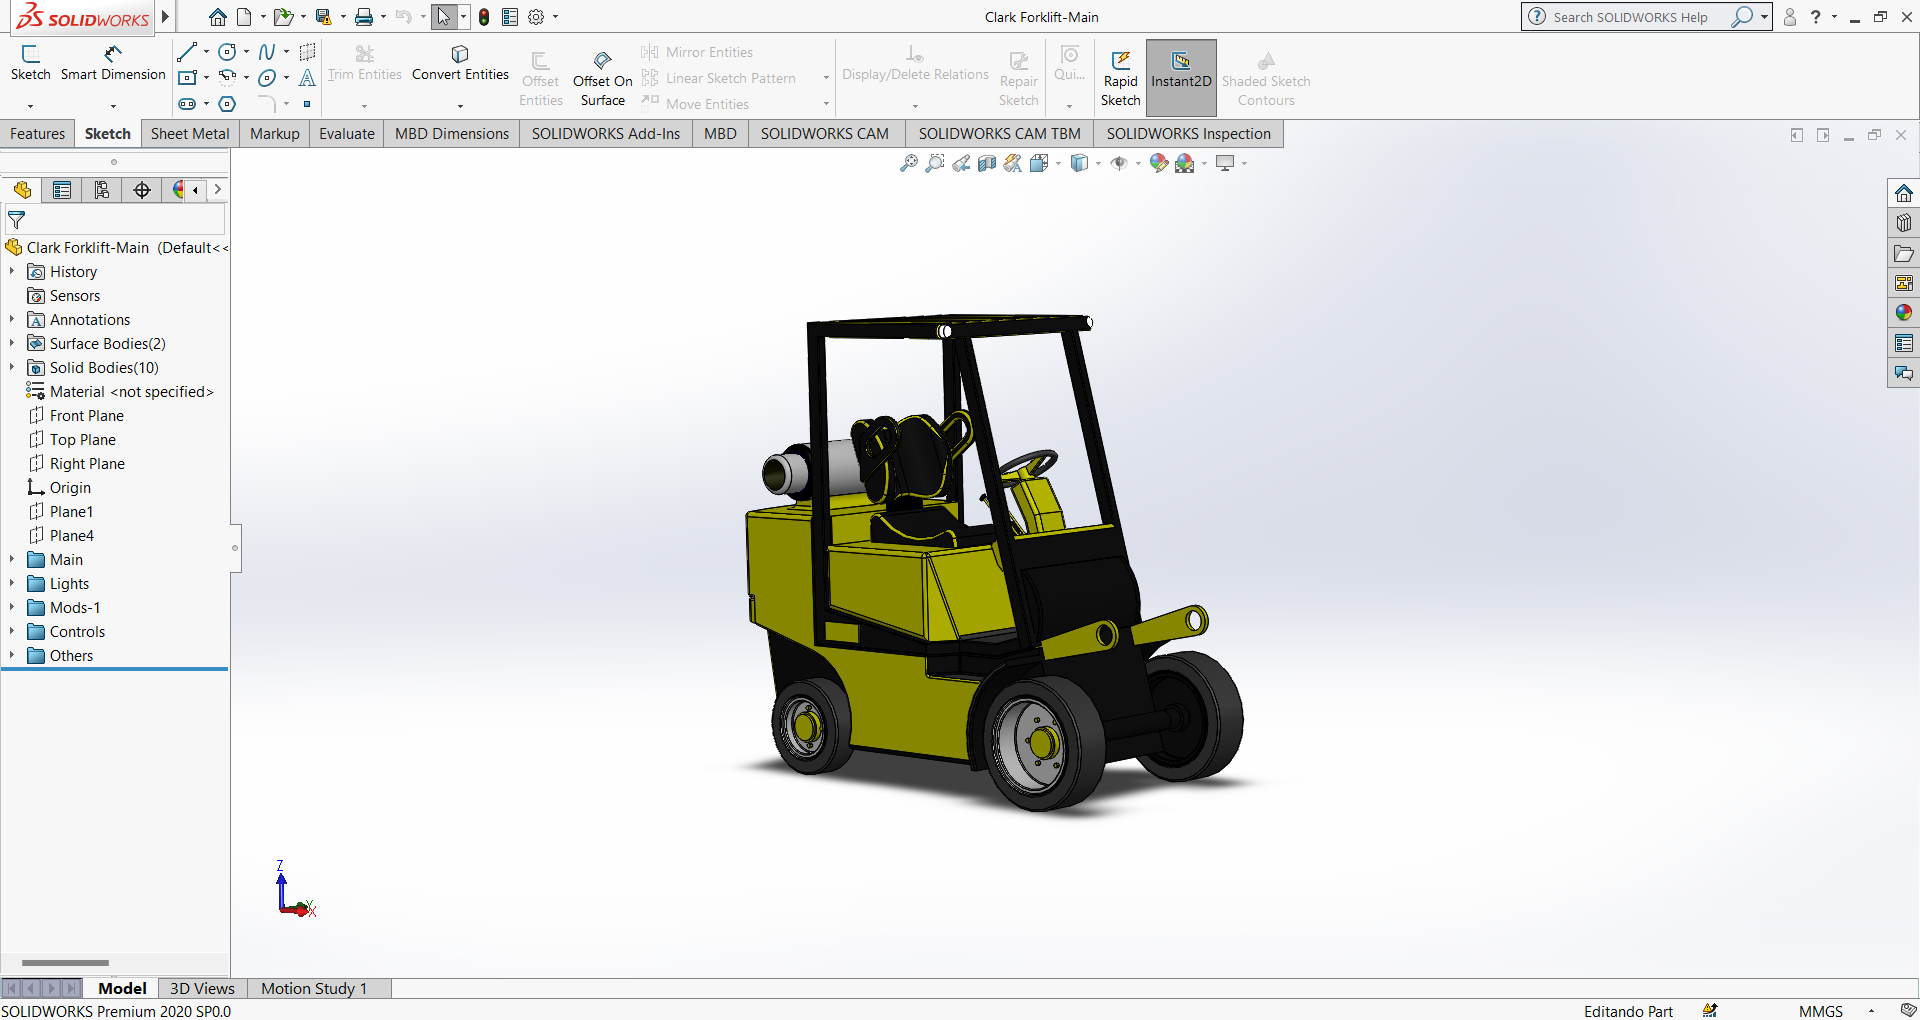 SOLIDWORKS
Clark Forklift-Main
Search SOLIDWORKS Help
Sketch
Smart Dimension
Trim Entities
Convert Entities
Offset Entities
Offset On Surface
Mirror Entities
Linear Sketch Pattern
Move Entities
Display/Delete Relations
Repair Sketch
Qui...
Rapid Sketch
Instant2D
Shaded Sketch Contours
Features
Sketch
Sheet Metal
Markup
Evaluate
MBD Dimensions
SOLIDWORKS Add-Ins
MBD
SOLIDWORKS CAM
SOLIDWORKS CAM TBM
SOLIDWORKS Inspection
Clark Forklift-Main (Default<<
History
Sensors
Annotations
Surface Bodies(2)
Solid Bodies(10)
Material <not specified>
Front Plane
Top Plane
Right Plane
Origin
Plane1
Plane4
Main
Lights
Mods-1
Controls
Others
Z
Y
X
Model
3D Views
Motion Study 1
SOLIDWORKS Premium 2020 SP0.0
Editando Part
MMGS